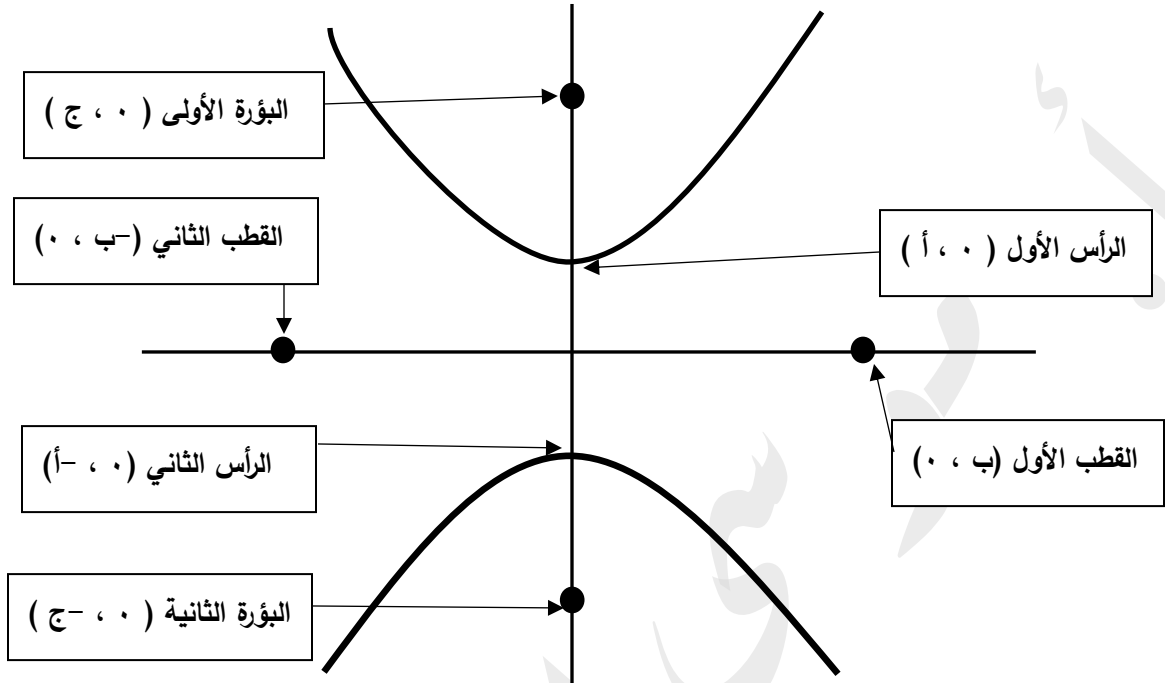 البؤرة الأولى ( ٠ ، ج )
القطب الثاني (-ب ، ٠)
الرأس الأول ( ٠ ، أ )
القطب الأول (ب ، ٠)
الرأس الثاني (٠ ، -أ)
البؤرة الثانية ( ٠ ، -ج )